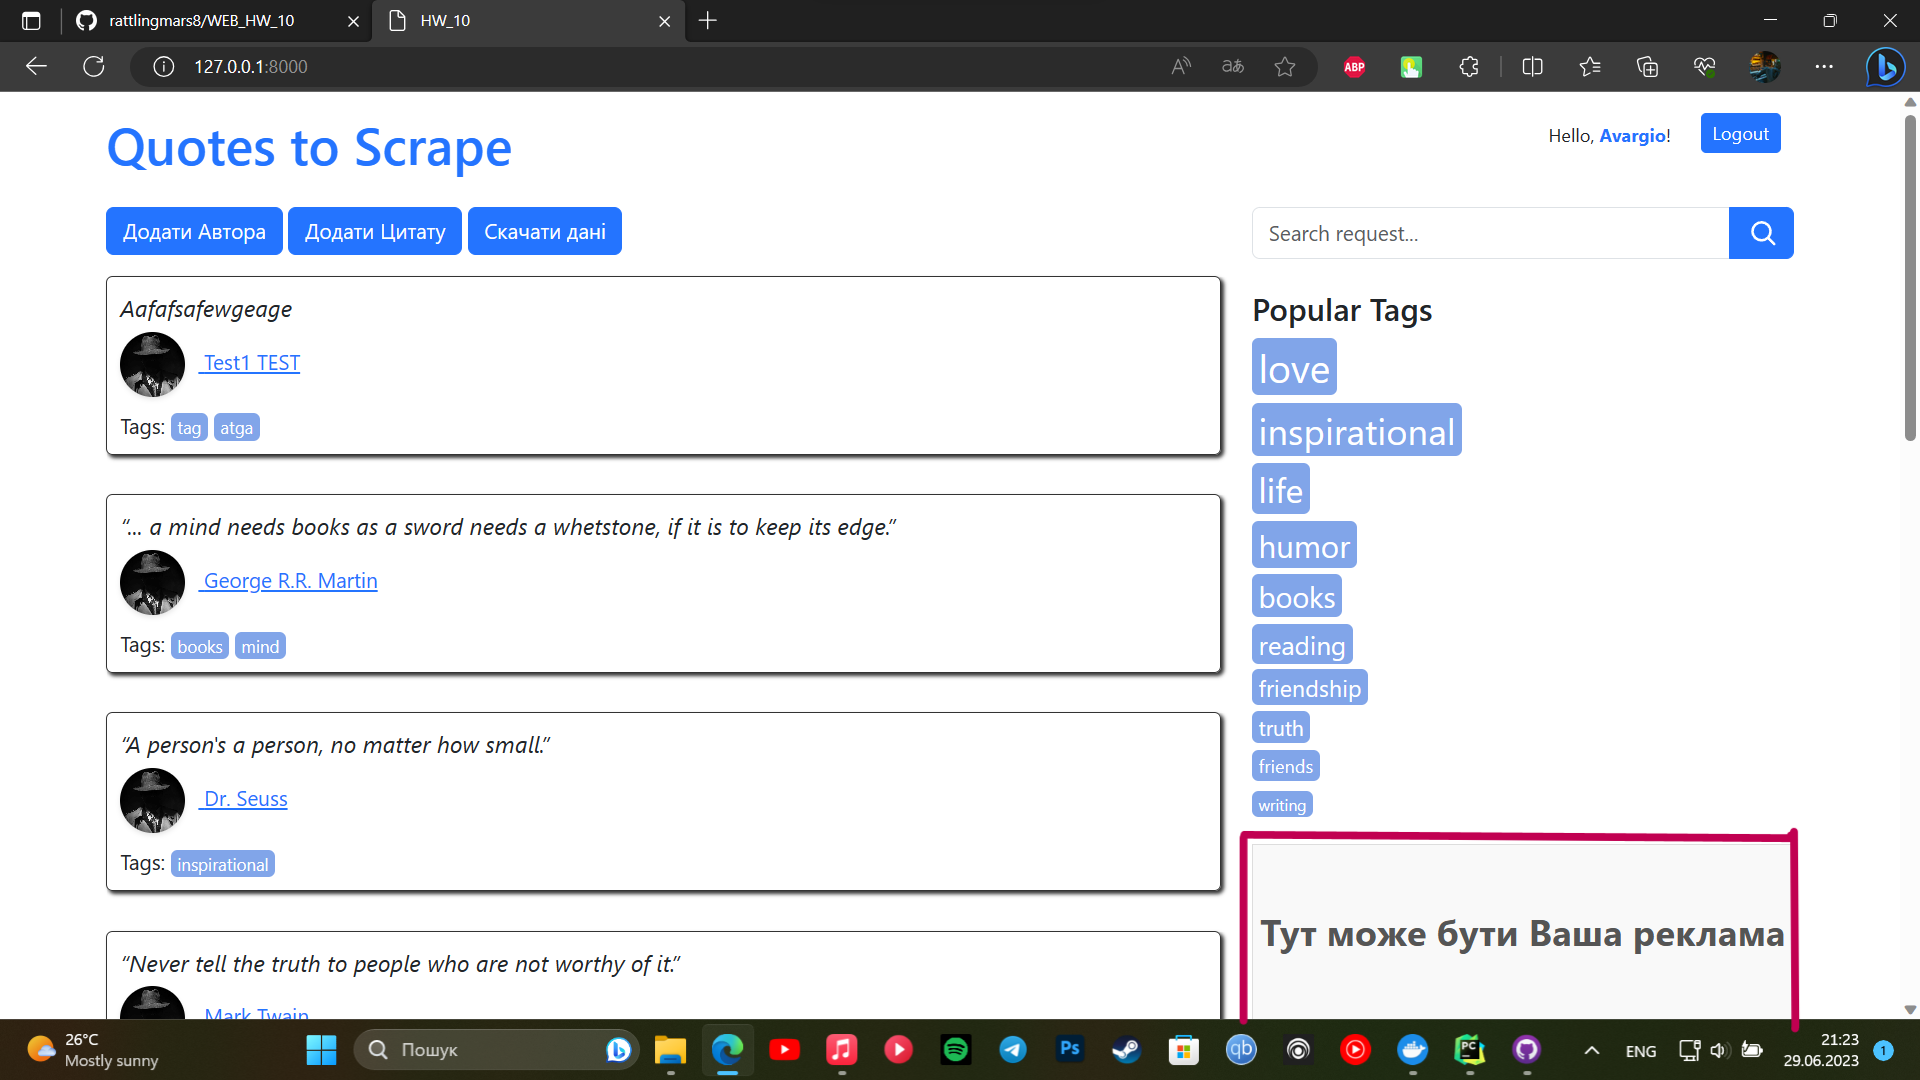 rattlingmars8/WEB_HW_10
HW_10
127.0.0.1:8000
ABP
Quotes to Scrape
Hello, Avargio!
Logout
Додати Автора
Додати Цитату
Скачати дані
Search request...
Aafafsafewgeage
Test1 TEST
Tags: tag atga
“... a mind needs books as a sword needs a whetstone, if it is to keep its edge.”
George R.R. Martin
Tags: books mind
“A person's a person, no matter how small.”
Dr. Seuss
Tags: inspirational
“Never tell the truth to people who are not worthy of it.”
Mark Twain
Popular Tags
love
inspirational
life
humor
books
reading
friendship
truth
friends
writing
Тут може бути Ваша реклама
26°C
Mostly sunny
Пошук
Ps
qb
PC
ENG
21:23
29.06.2023
1